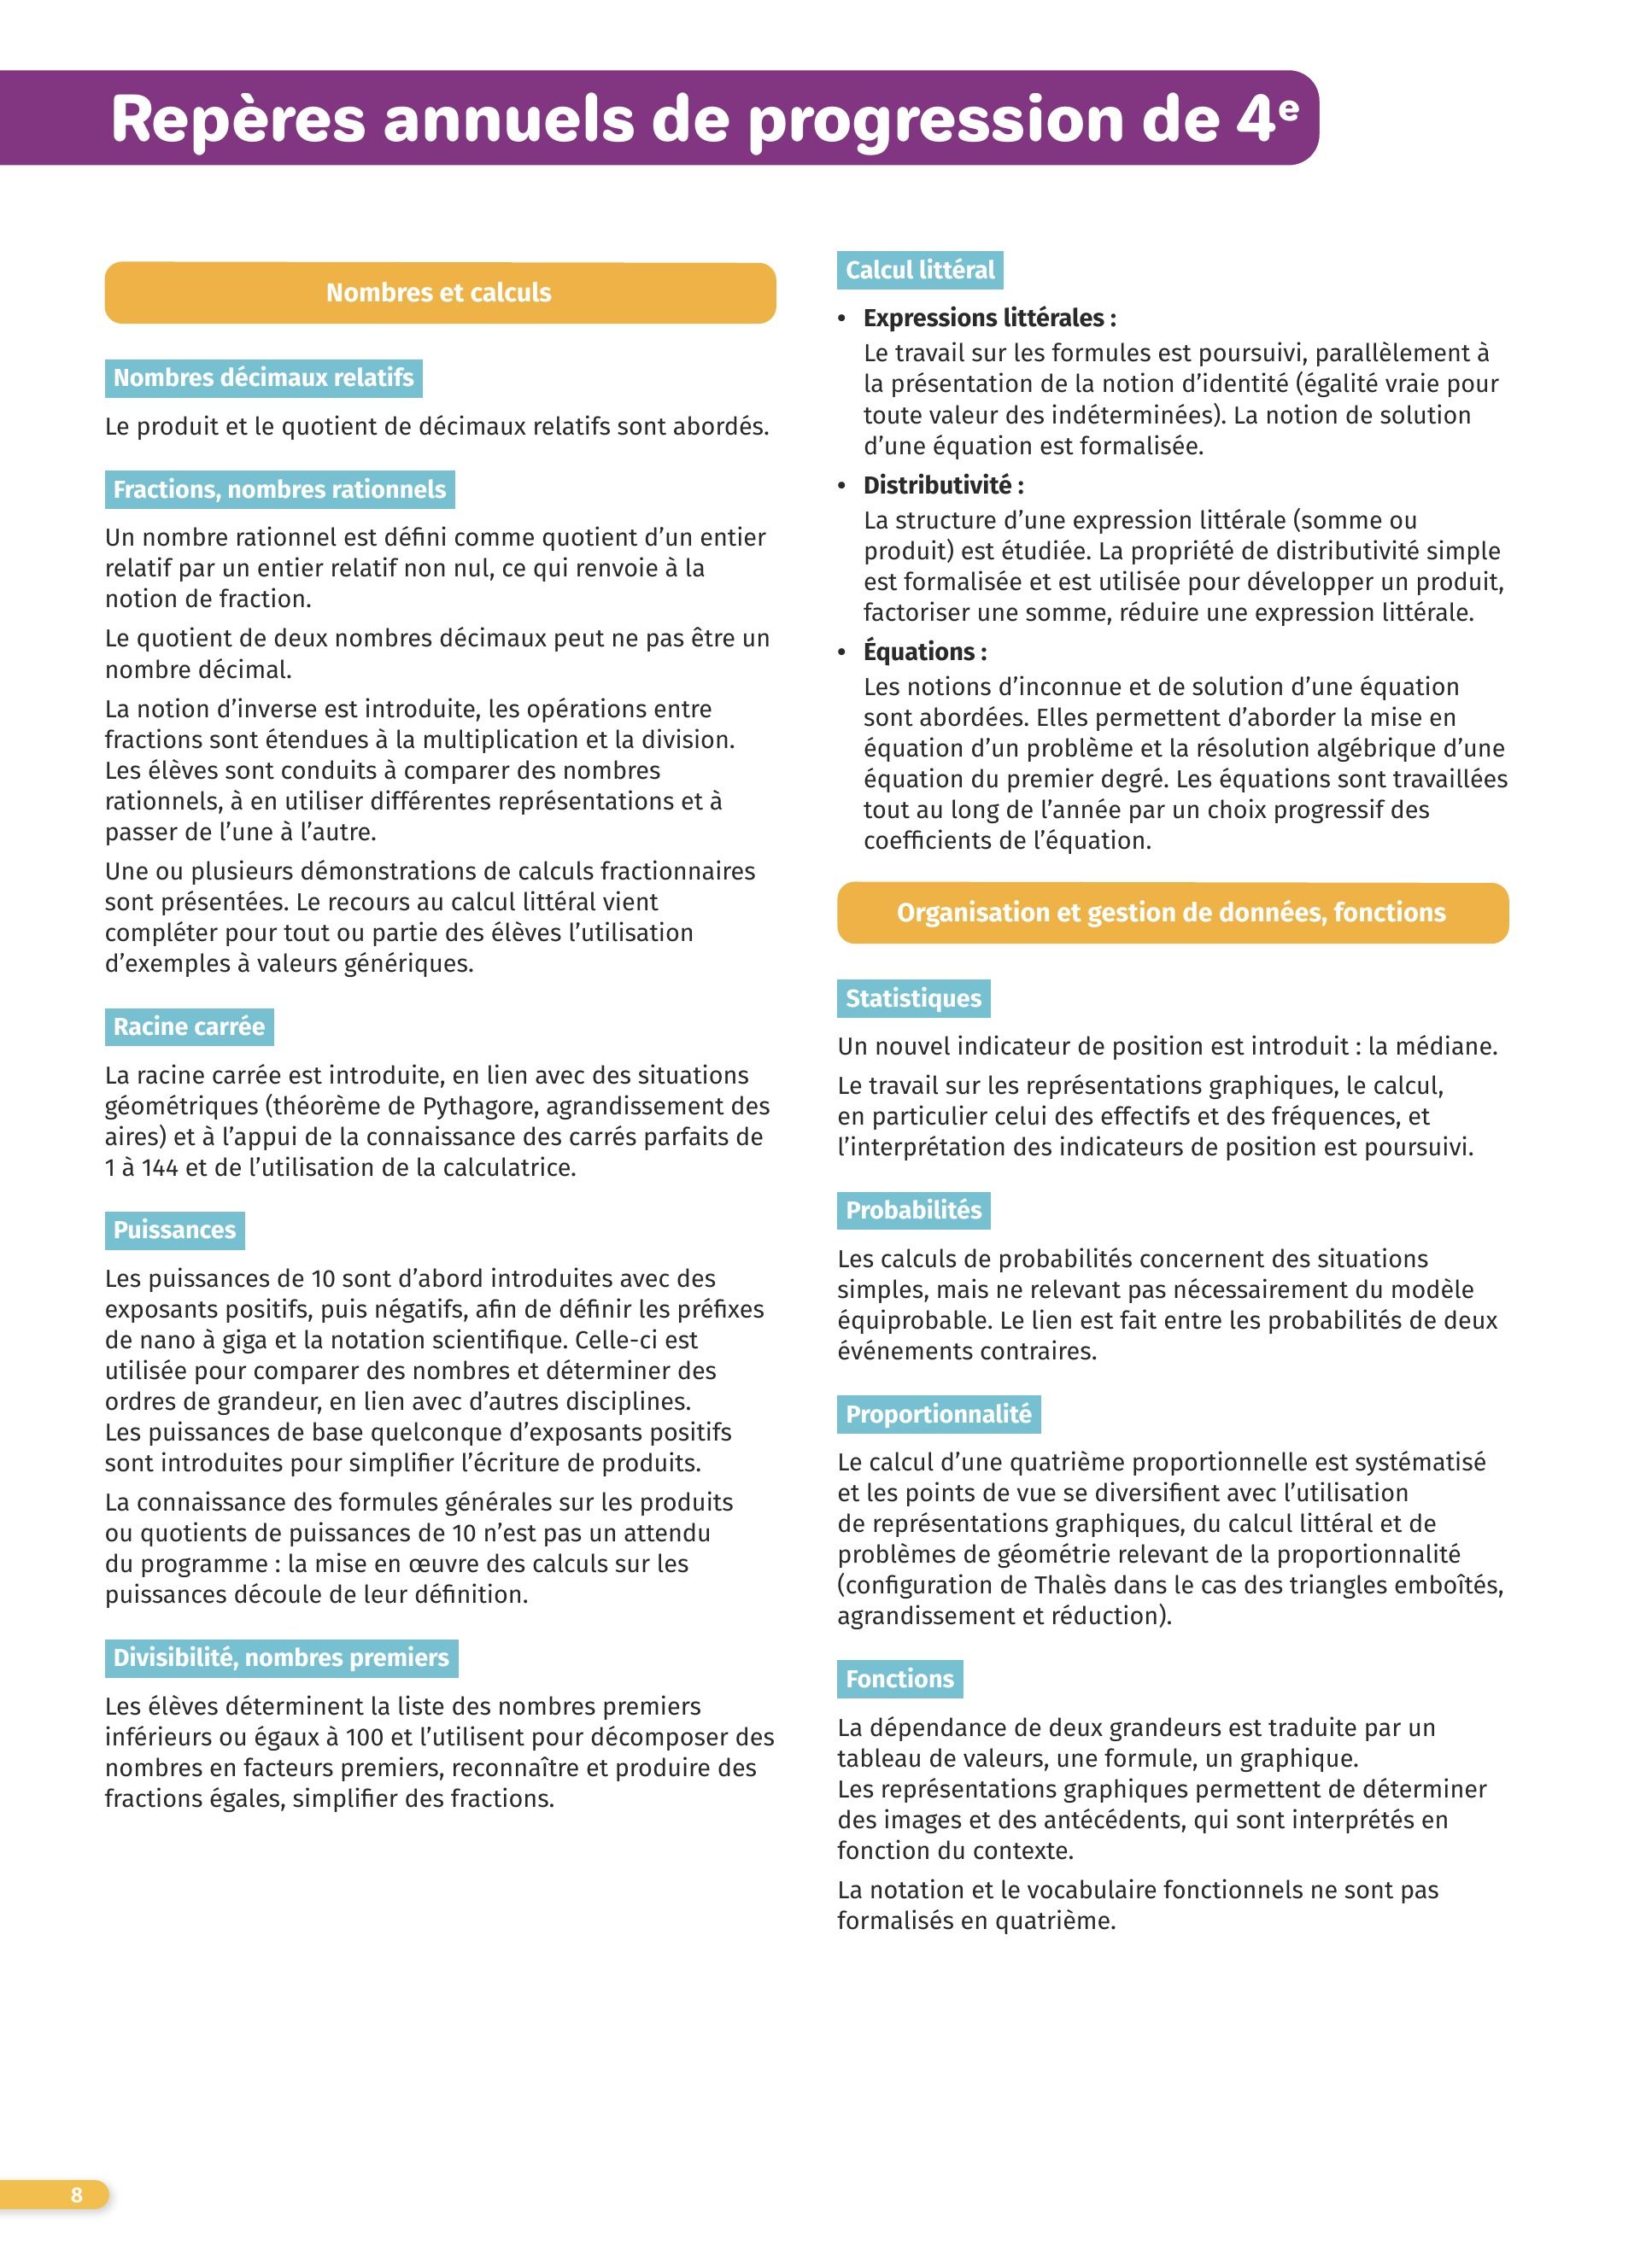 Repères annuels de progression de 4e
Nombres et calculs
Nombres décimaux relatifs
Le produit et le quotient de décimaux relatifs sont abordés.
Fractions, nombres rationnels
Un nombre rationnel est défini comme quotient d’un entier
relatif par un entier relatif non nul, ce qui renvoie à la
notion de fraction.
Le quotient de deux nombres décimaux peut ne pas être un
nombre décimal.
La notion d’inverse est introduite, les opérations entre
fractions sont étendues à la multiplication et la division.
Les élèves sont conduits à comparer des nombres
rationnels, à en utiliser différentes représentations et à
passer de l’une à l’autre.
Une ou plusieurs démonstrations de calculs fractionnaires
sont présentées. Le recours au calcul littéral vient
compléter pour tout ou partie des élèves l’utilisation
d’exemples à valeurs génériques.
Racine carrée
La racine carrée est introduite, en lien avec des situations
géométriques (théorème de Pythagore, agrandissement des
aires) et à l’appui de la connaissance des carrés parfaits de
1 à 144 et de l’utilisation de la calculatrice.
Puissances
Les puissances de 10 sont d’abord introduites avec des
exposants positifs, puis négatifs, afin de définir les préfixes
de nano à giga et la notation scientifique. Celle-ci est
utilisée pour comparer des nombres et déterminer des
ordres de grandeur, en lien avec d’autres disciplines.
Les puissances de base quelconque d’exposants positifs
sont introduites pour simplifier l’écriture de produits.
La connaissance des formules générales sur les produits
ou quotients de puissances de 10 n’est pas un attendu
du programme : la mise en œuvre des calculs sur les
puissances découle de leur définition.
Divisibilité, nombres premiers
Les élèves déterminent la liste des nombres premiers
inférieurs ou égaux à 100 et l’utilisent pour décomposer des
nombres en facteurs premiers, reconnaître et produire des
fractions égales, simplifier des fractions.
Calcul littéral
• Expressions littérales :
Le travail sur les formules est poursuivi, parallèlement à
la présentation de la notion d’identité (égalité vraie pour
toute valeur des indéterminées). La notion de solution
d’une équation est formalisée.
• Distributivité :
La structure d’une expression littérale (somme ou
produit) est étudiée. La propriété de distributivité simple
est formalisée et est utilisée pour développer un produit,
factoriser une somme, réduire une expression littérale.
• Équations :
Les notions d’inconnue et de solution d’une équation
sont abordées. Elles permettent d’aborder la mise en
équation d’un problème et la résolution algébrique d’une
équation du premier degré. Les équations sont travaillées
tout au long de l’année par un choix progressif des
coefficients de l’équation.
Organisation et gestion de données, fonctions
Statistiques
Un nouvel indicateur de position est introduit : la médiane.
Le travail sur les représentations graphiques, le calcul,
en particulier celui des effectifs et des fréquences, et
l’interprétation des indicateurs de position est poursuivi.
Probabilités
Les calculs de probabilités concernent des situations
simples, mais ne relevant pas nécessairement du modèle
équiprobable. Le lien est fait entre les probabilités de deux
événements contraires.
Proportionnalité
Le calcul d’une quatrième proportionnelle est systématisé
et les points de vue se diversifient avec l’utilisation
de représentations graphiques, du calcul littéral et de
problèmes de géométrie relevant de la proportionnalité
(configuration de Thalès dans le cas des triangles emboîtés,
agrandissement et réduction).
Fonctions
La dépendance de deux grandeurs est traduite par un
tableau de valeurs, une formule, un graphique.
Les représentations graphiques permettent de déterminer
des images et des antécédents, qui sont interprétés en
fonction du contexte.
La notation et le vocabulaire fonctionnels ne sont pas
formalisés en quatrième.
8